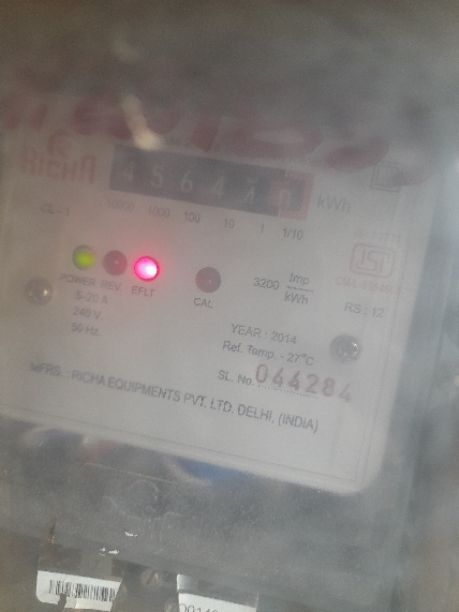 RICHA
4 5 6 4 4 kWh
10000 1000 100 10 1 1/10
CL-1
POWER REV. EFLT CAL 3200 Imp/kWh
ISI
RS : 12
5-20 A
240 V.
50 Hz.
YEARː 2014
Ref. Temp. - 27°C
SL. No. 044284
MFRS. : RICHA EQUIPMENTS PVT. LTD. DELHI, (INDIA)